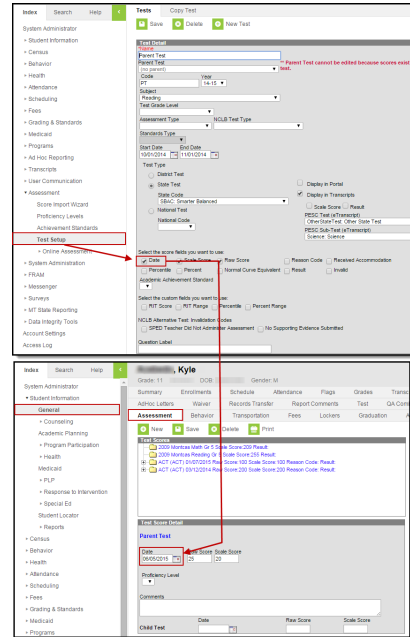 Index Search Help
System Administrator
Student Information
Census
Behavior
Health
Attendance
Scheduling
Fees
Grading & Standards
Medicaid
Programs
Ad Hoc Reporting
Transcripts
User Communication
Assessment
Score Import Wizard
Proficiency Levels
Achievement Standards
Test Setup
Online Assessment
System Administration
FRAM
Messenger
Surveys
MT State Reporting
Data Integrity Tools
Account Settings
Access Log
Tests Copy Test
Save Delete New Test
Test Detail
*Name
Parent Test
Parent Test
(no parent)
** Parent Test cannot be edited because scores exist
test.
Code Year
PT 14-15
Subject
Reading
Test Grade Level
Assessment Type NCLB Test Type
Standards Type
Start Date End Date
10/01/2014 11/01/2014
Test Type
District Test
State Test
State Code
SBAC: Smarter Balanced
National Test
National Code
Display in Portal
Display in Transcripts
Scale Score Result
PESC Test (eTranscript)
OtherStateTest: Other State Test
PESC Sub-Test (eTranscript)
Science: Science
Select the score fields you want to use:
Date Scale Score Raw Score Reason Code Received Accommodation
Percentile Percent Normal Curve Equivalent Result Invalid
Academic Achievement Standard
Select the custom fields you want to use:
RIT Score RIT Range Percentile Percent Range
NCLB Alternative Test Invalidation Codes
SPED Teacher Did Not Administer Assessment No Supporting Evidence Submitted
Question Label
Index Search Help
System Administrator
Student Information
General
Counseling
Academic Planning
Program Participation
Health
Medicaid
PLP
Response to Intervention
Special Ed
Student Locator
Reports
Census
Behavior
Health
Attendance
Scheduling
Fees
Grading & Standards
Medicaid
Programs
, Kyle
Grade: 11 DOB: Gender: M
Summary Enrollments Schedule Attendance Flags Grades Transc
AdHoc Letters Waiver Records Transfer Report Comments Test QA Com
Assessment Behavior Transportation Fees Lockers Graduation
New Save Delete Print
Test Scores
2009 Montcas Math Gr 5 Scale Score:209 Result:
2009 Montcas Reading Gr 5 Scale Score:255 Result:
ACT (ACT) 01/07/2015 Raw Score:100 Scale Score:100 Reason Code: Result:
ACT (ACT) 03/12/2014 Raw Score:200 Scale Score:200 Reason Code: Result:
Test Score Detail
Parent Test
Date Raw Score Scale Score
06/05/2015 25 20
Proficiency Level
Comments
Date Raw Score Scale Score
Child Test